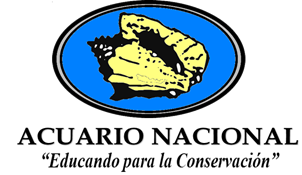 ACUARIO NACIONAL
“Educando para la Conservación”